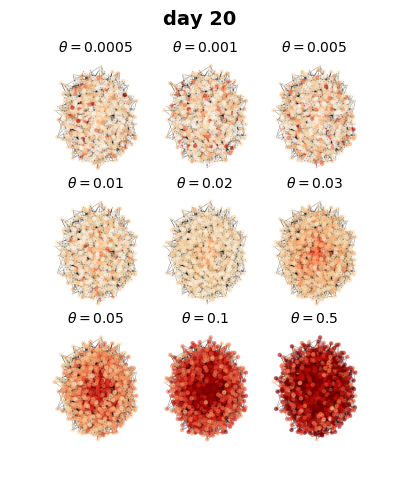 day 20
θ = 0.0005
θ = 0.001
θ = 0.005
θ = 0.01
θ = 0.02
θ = 0.03
θ = 0.05
θ = 0.1
θ = 0.5